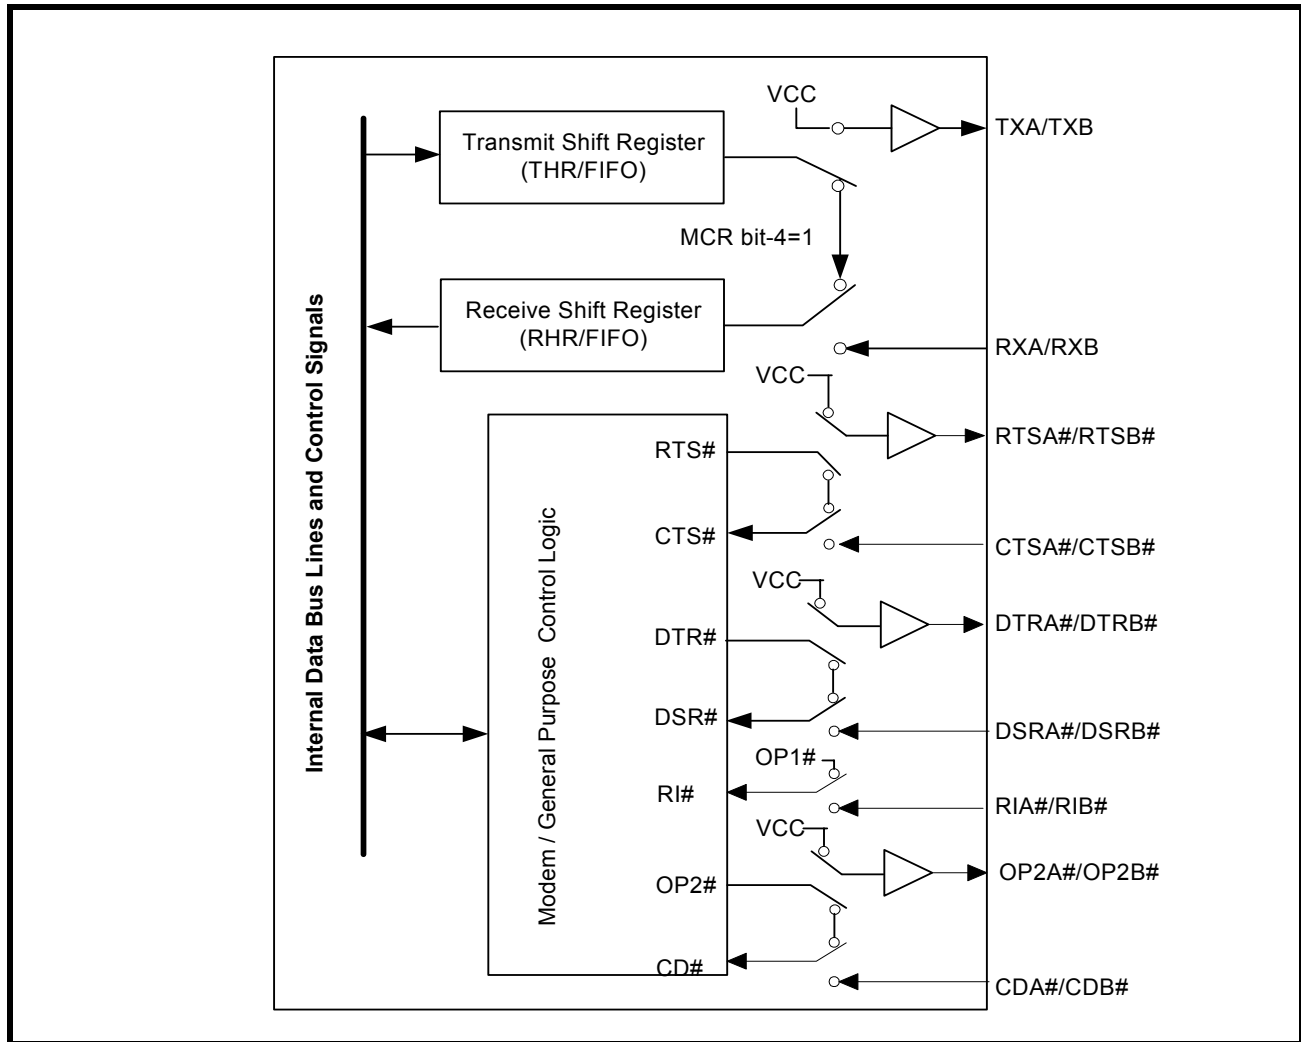 VCC
TXA/TXB
Transmit Shift Register
(THR/FIFO)
MCR bit-4=1
Receive Shift Register
(RHR/FIFO)
RXA/RXB
VCC
RTSA#/RTSB#
RTS#
CTS#
CTSA#/CTSB#
VCC
DTRA#/DTRB#
DTR#
DSR#
DSRA#/DSRB#
OP1#
RI#
RIA#/RIB#
VCC
OP2A#/OP2B#
OP2#
CD#
CDA#/CDB#
Internal Data Bus Lines and Control Signals
Modem / General Purpose Control Logic